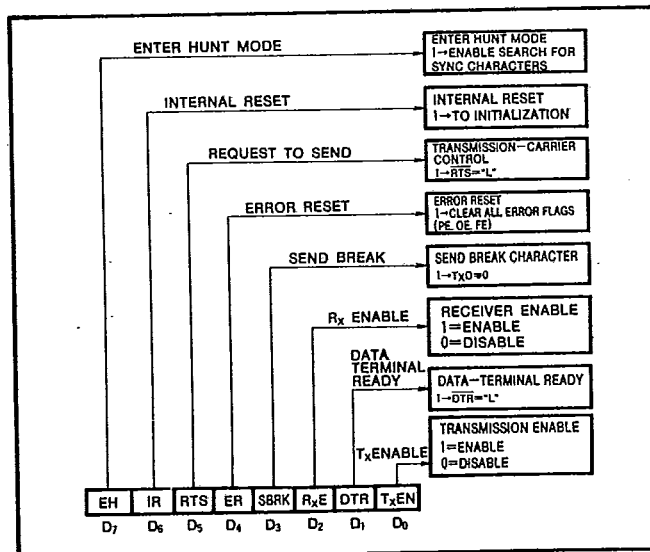 ENTER HUNT MODE
ENTER HUNT MODE
1→ENABLE SEARCH FOR
SYNC CHARACTERS
INTERNAL RESET
INTERNAL RESET
1→TO INITIALIZATION
REQUEST TO SEND
TRANSMISSION-CARRIER
CONTROL
1→RTS="L"
ERROR RESET
ERROR RESET
1→CLEAR ALL ERROR FLAGS
(PE, OE, FE)
SEND BREAK
SEND BREAK CHARACTER
1→TXD=0
RX ENABLE
RECEIVER ENABLE
1=ENABLE
0=DISABLE
DATA
TERMINAL
READY
DATA-TERMINAL READY
1→DTR="L"
TXENABLE
TRANSMISSION ENABLE
1=ENABLE
0=DISABLE
EH IR RTS ER SBRK RXE DTR TXEN
D7 D6 D5 D4 D3 D2 D1 D0